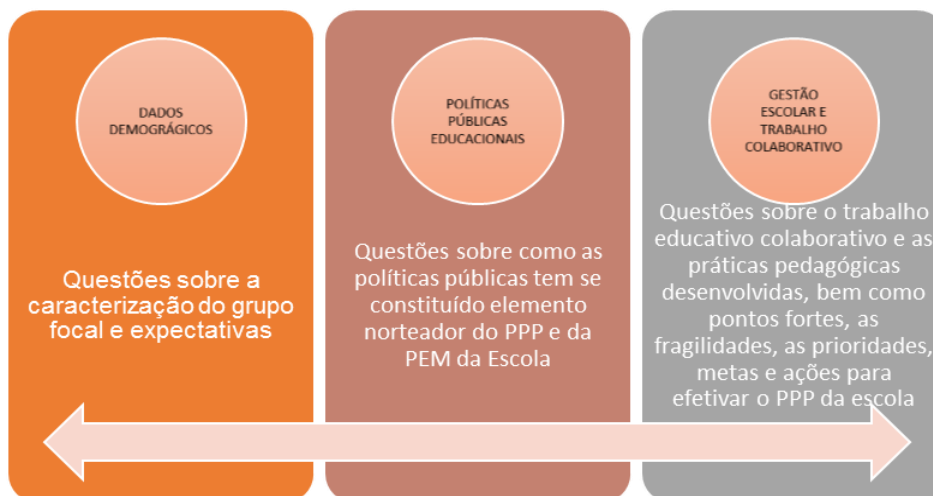 DADOS
DEMOGRÁGICOS
Questões sobre a
caracterização do grupo
focal e expectativas
POLÍTICAS
PÚBLICAS
EDUCACIONAIS
Questões sobre como as
políticas públicas tem se
constituído elemento
norteador do PPP e da
PEM da Escola
GESTÃO
ESCOLAR E
TRABALHO
COLABORATIVO
Questões sobre o trabalho
educativo colaborativo e as
práticas pedagógicas
desenvolvidas, bem como
pontos fortes, as
fragilidades, as prioridades,
metas e ações para
efetivar o PPP da escola